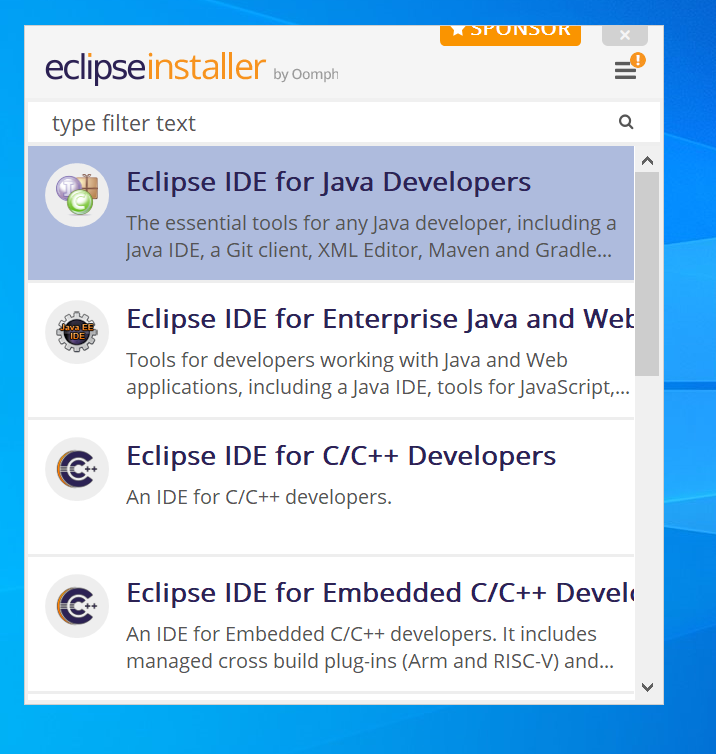 ★ SPONSOR
×
eclipseinstaller by Oomph
!
type filter text
Eclipse IDE for Java Developers
The essential tools for any Java developer, including a
Java IDE, a Git client, XML Editor, Maven and Gradle...
Java EE
IDE
Eclipse IDE for Enterprise Java and Web
Tools for developers working with Java and Web
applications, including a Java IDE, tools for JavaScript,...
C++
Eclipse IDE for C/C++ Developers
An IDE for C/C++ developers.
C++
Eclipse IDE for Embedded C/C++ Devel
An IDE for Embedded C/C++ developers. It includes
managed cross build plug-ins (Arm and RISC-V) and...